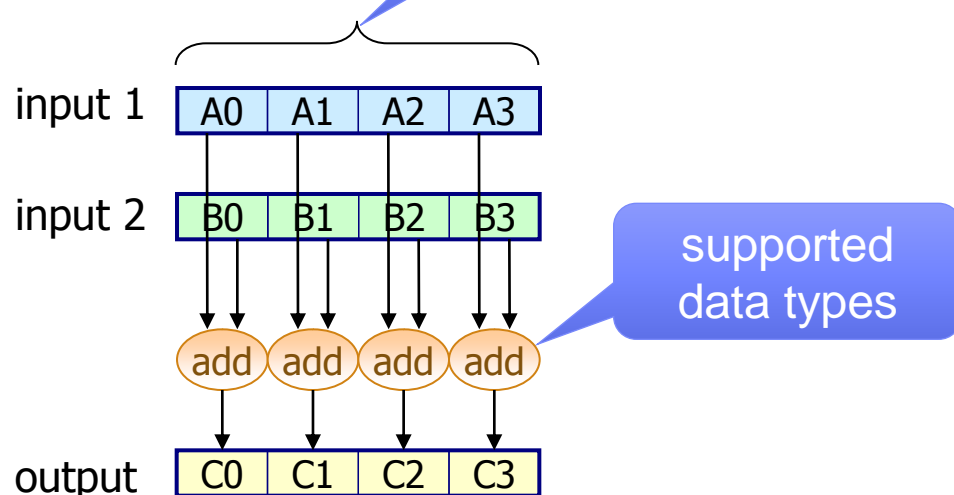 input 1 A0 A1 A2 A3
input 2 B0 B1 B2 B3
supported
data types
add add add add
output C0 C1 C2 C3